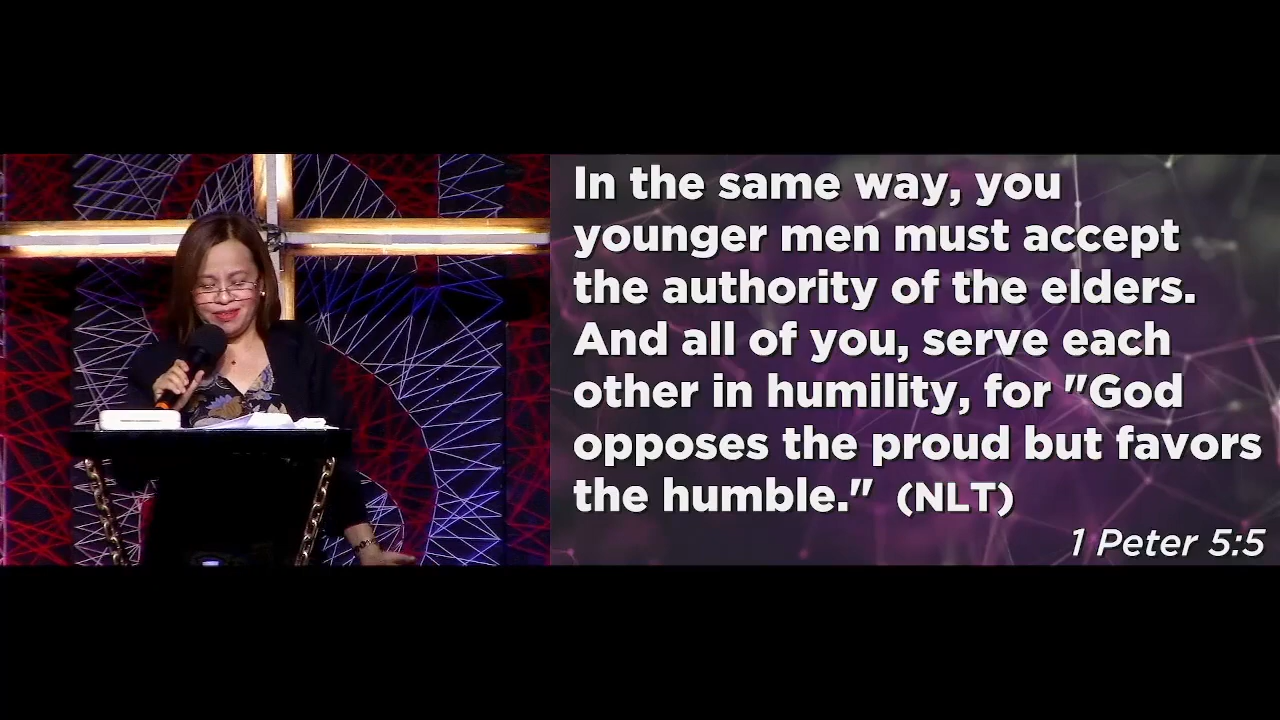 In the same way, you
younger men must accept
the authority of the elders.
And all of you, serve each
other in humility, for "God
opposes the proud but favors
the humble." (NLT)
1 Peter 5:5